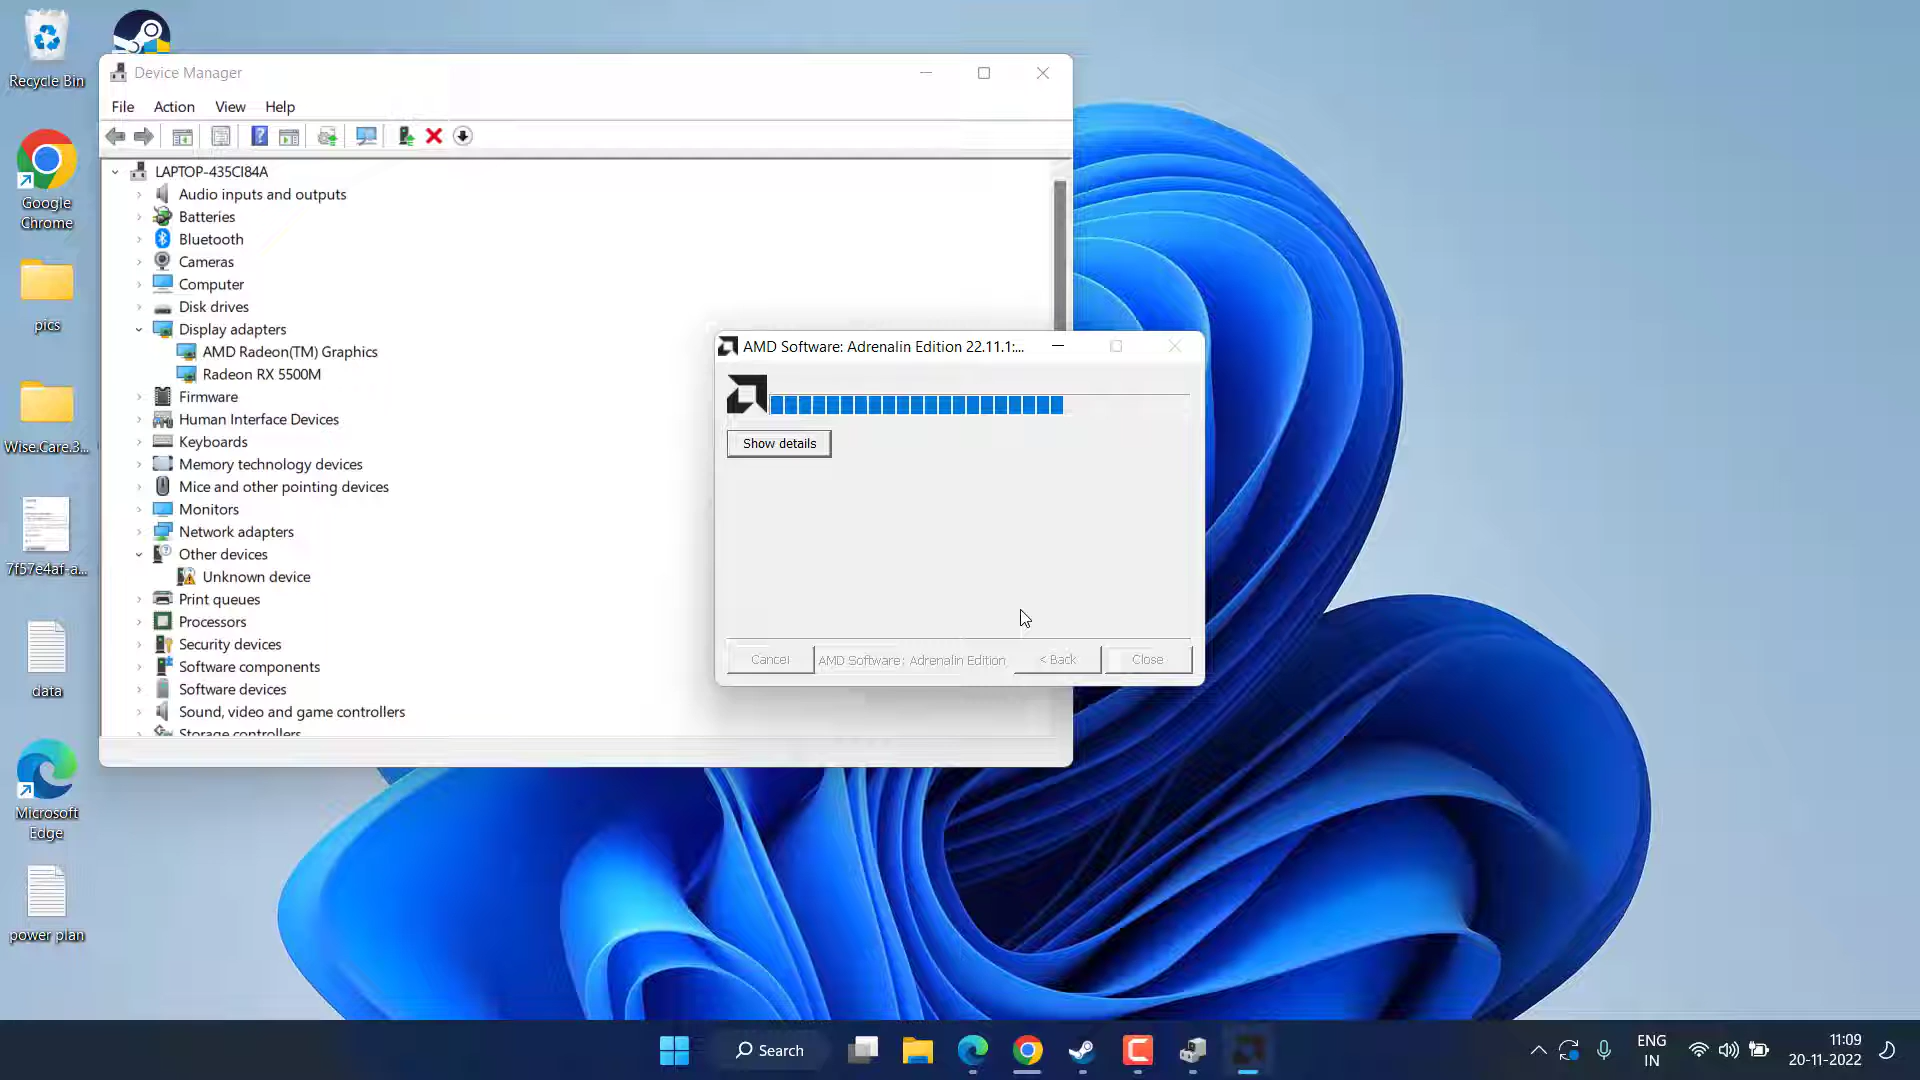 Recycle Bin
Google
Chrome
pics
Wise.Care.3...
7f57e4af-a...
data
Microsoft
Edge
power plan
Device Manager
File Action View Help
LAPTOP-435CI84A
Audio inputs and outputs
Batteries
Bluetooth
Cameras
Computer
Disk drives
Display adapters
AMD Radeon(TM) Graphics
Radeon RX 5500M
Firmware
Human Interface Devices
Keyboards
Memory technology devices
Mice and other pointing devices
Monitors
Network adapters
Other devices
Unknown device
Print queues
Processors
Security devices
Software components
Software devices
Sound, video and game controllers
Storage controllers
AMD Software: Adrenalin Edition 22.11.1:...
Show details
Cancel AMD Software: Adrenalin Edition < Back Close
Search
ENG
IN
11:09
20-11-2022